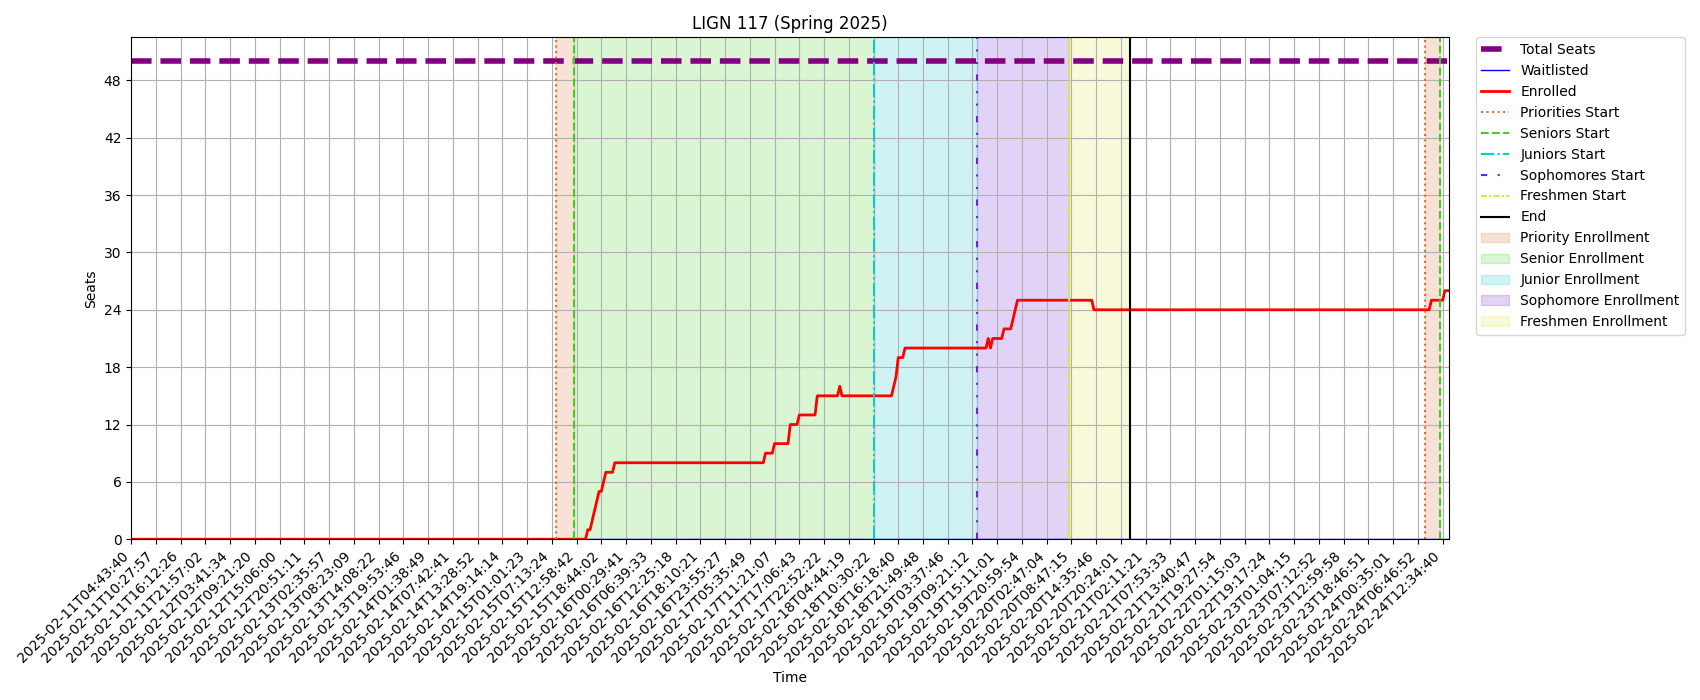 LIGN 117 (Spring 2025)
Seats
48
42
36
30
24
18
12
6
0
2025-02-11T04:43:40
2025-02-11T10:27:57
2025-02-11T16:12:26
2025-02-11T21:57:02
2025-02-12T03:41:34
2025-02-12T09:21:20
2025-02-12T15:06:00
2025-02-12T20:51:11
2025-02-13T02:35:57
2025-02-13T08:23:09
2025-02-13T14:08:22
2025-02-13T19:53:46
2025-02-14T01:38:49
2025-02-14T07:42:41
2025-02-14T13:28:52
2025-02-14T19:14:14
2025-02-15T01:01:23
2025-02-15T07:13:24
2025-02-15T12:58:42
2025-02-15T18:44:02
2025-02-16T00:29:41
2025-02-16T06:39:33
2025-02-16T12:25:18
2025-02-16T18:10:21
2025-02-16T23:55:27
2025-02-17T05:35:49
2025-02-17T11:21:07
2025-02-17T17:06:43
2025-02-17T22:52:22
2025-02-18T04:44:19
2025-02-18T10:30:22
2025-02-18T16:18:40
2025-02-18T21:49:48
2025-02-19T03:37:46
2025-02-19T09:21:12
2025-02-19T15:11:01
2025-02-19T20:59:54
2025-02-20T02:47:04
2025-02-20T08:47:15
2025-02-20T14:35:46
2025-02-20T20:24:01
2025-02-21T02:11:21
2025-02-21T07:53:33
2025-02-21T13:40:47
2025-02-21T19:27:54
2025-02-22T01:15:03
2025-02-22T19:17:24
2025-02-23T01:04:15
2025-02-23T07:12:52
2025-02-23T12:59:58
2025-02-23T18:46:51
2025-02-24T00:35:01
2025-02-24T06:46:52
2025-02-24T12:34:40
Time
Total Seats
Waitlisted
Enrolled
Priorities Start
Seniors Start
Juniors Start
Sophomores Start
Freshmen Start
End
Priority Enrollment
Senior Enrollment
Junior Enrollment
Sophomore Enrollment
Freshmen Enrollment